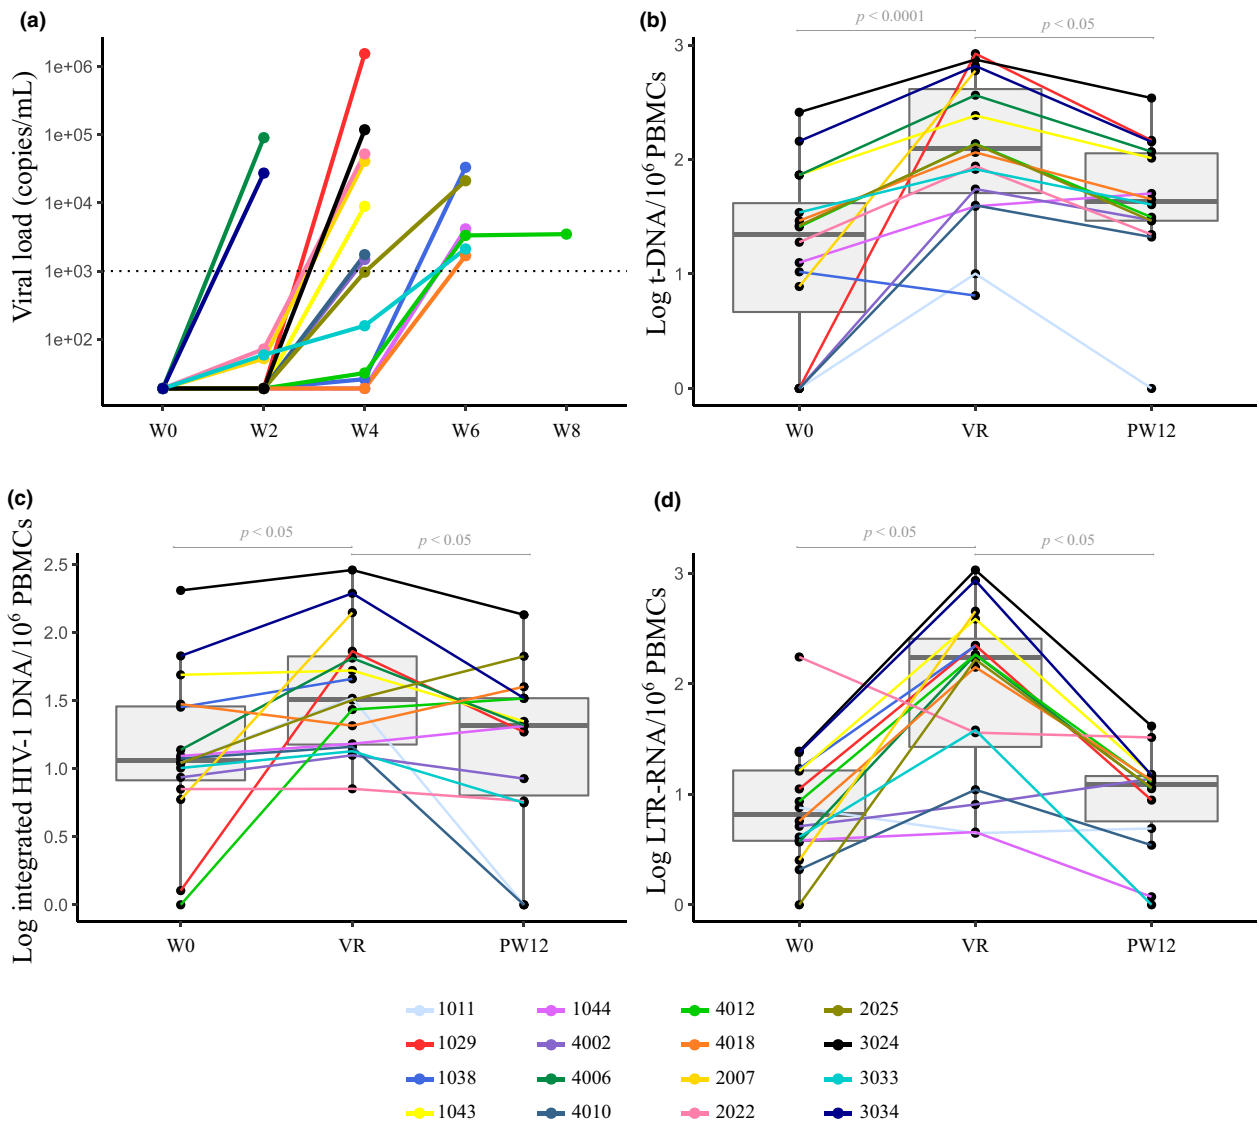 (a)
Viral load (copies/mL)
1e+06
1e+05
1e+04
1e+03
1e+02
W0 W2 W4 W6 W8
(b)
p < 0.0001 p < 0.05
Log t-DNA/10⁶ PBMCs
3
2
1
0
W0 VR PW12
(c)
p < 0.05 p < 0.05
Log integrated HIV-1 DNA/10⁶ PBMCs
2.5
2.0
1.5
1.0
0.5
0.0
W0 VR PW12
(d)
p < 0.05 p < 0.05
Log LTR-RNA/10⁶ PBMCs
3
2
1
0
W0 VR PW12
1011 1044 4012 2025
1029 4002 4018 3024
1038 4006 2007 3033
1043 4010 2022 3034